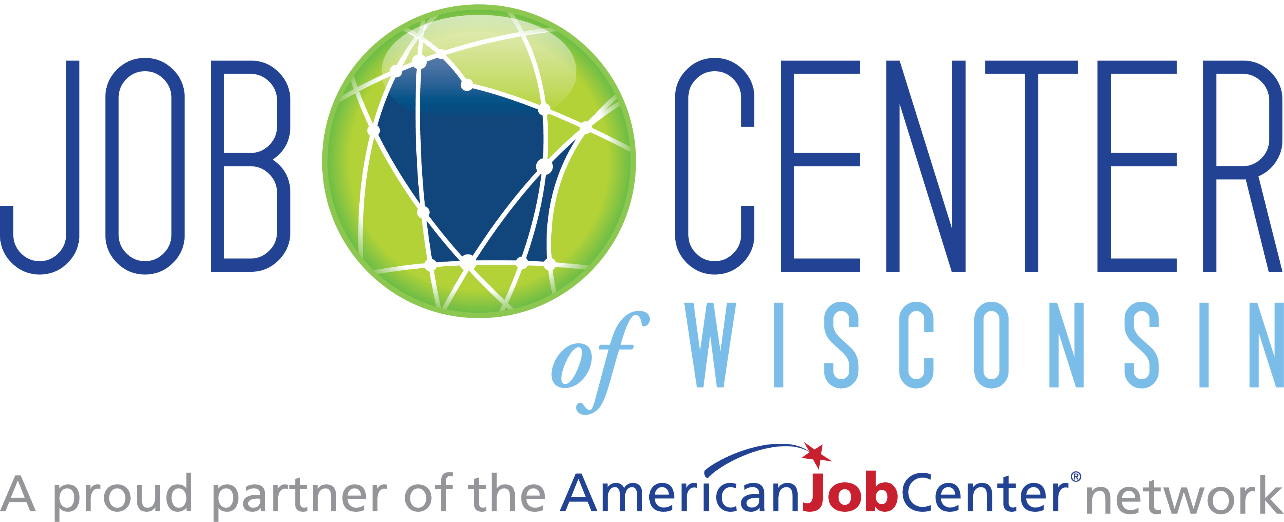 JOB CENTER
of WISCONSIN
A proud partner of the AmericanJobCenter® network